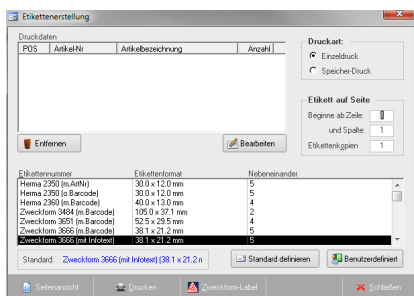 Etikettenerstellung
Druckdaten
POS Artikel-Nr Artikelbezeichnung Anzahl
Entfernen
Bearbeiten
Druckart:
Einzeldruck
Speicher-Druck
Etikett auf Seite
Beginne ab Zeile: 1
und Spalte: 1
Etikettenkopien 1
Etikettennummer Etikettenformat Nebeneinander
Herma 2350 (m.ArtNr) 30.0 x 12.0 mm 5
Herma 2350 (o.Barcode) 30.0 x 12.0 mm 5
Herma 2360 (m.Barcode) 40.0 x 13.0 mm 4
Zweckform 3484 (m.Barcode) 105.0 x 37.1 mm 2
Zweckform 3651 (m.Barcode) 52.5 x 29.5 mm 4
Zweckform 3666 (m.Barcode) 38.1 x 21.2 mm 5
Zweckform 3666 (mit Infotext) 38.1 x 21.2 mm 5
Standard: Zweckform 3666 (mit Infotext) [38.1 x 21.2 n
Standard definieren
Benutzerdefiniert
Seitenansicht
Drucken
Zweckform-Label
Schließen